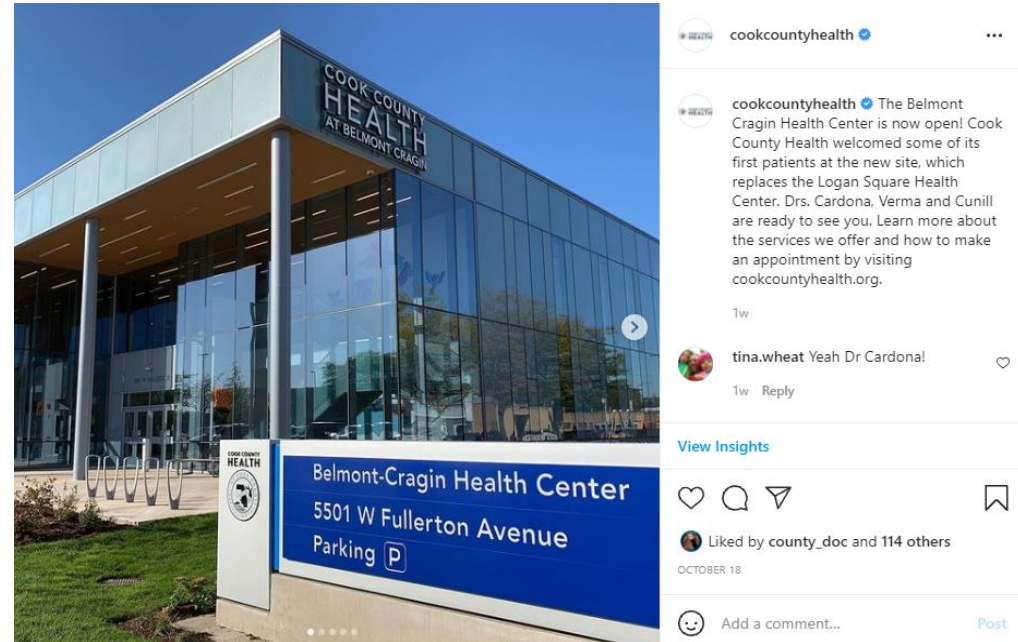 COOK COUNTY
HEALTH
AT BELMONT CRAGIN
COOK COUNTY
HEALTH
Belmont-Cragin Health Center
5501 W Fullerton Avenue
Parking P
cookcountyhealth
cookcountyhealth The Belmont
Cragin Health Center is now open! Cook
County Health welcomed some of its
first patients at the new site, which
replaces the Logan Square Health
Center. Drs. Cardona, Verma and Cunill
are ready to see you. Learn more about
the services we offer and how to make
an appointment by visiting
cookcountyhealth.org.
1w
tina.wheat Yeah Dr Cardona!
1w Reply
View Insights
Liked by county_doc and 114 others
OCTOBER 18
Add a comment... Post